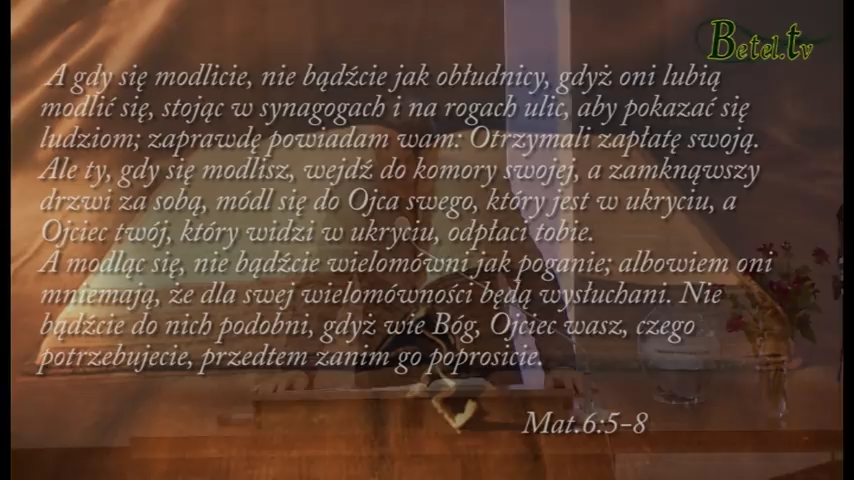 Betel.tv
A gdy się modlicie, nie bądźcie jak obłudnicy, gdyż oni lubią
modlić się, stojąc w synagogach i na rogach ulic, aby pokazać się
ludziom; zaprawdę powiadam wam: Otrzymali zapłatę swoją.
Ale ty, gdy się modlisz, wejdź do komory swojej, a zamknąwszy
drzwi za sobą, módl się do Ojca swego, który jest w ukryciu, a
Ojciec twój, który widzi w ukryciu, odpłaci tobie.
A modląc się, nie bądźcie wielomówni jak poganie; albowiem oni
mniemają, że dla swej wielomówności będą wysłuchani. Nie
bądźcie do nich podobni, gdyż wie Bóg, Ojciec wasz, czego
potrzebujecie, przedtem zanim go poprosicie.
Mat.6:5-8